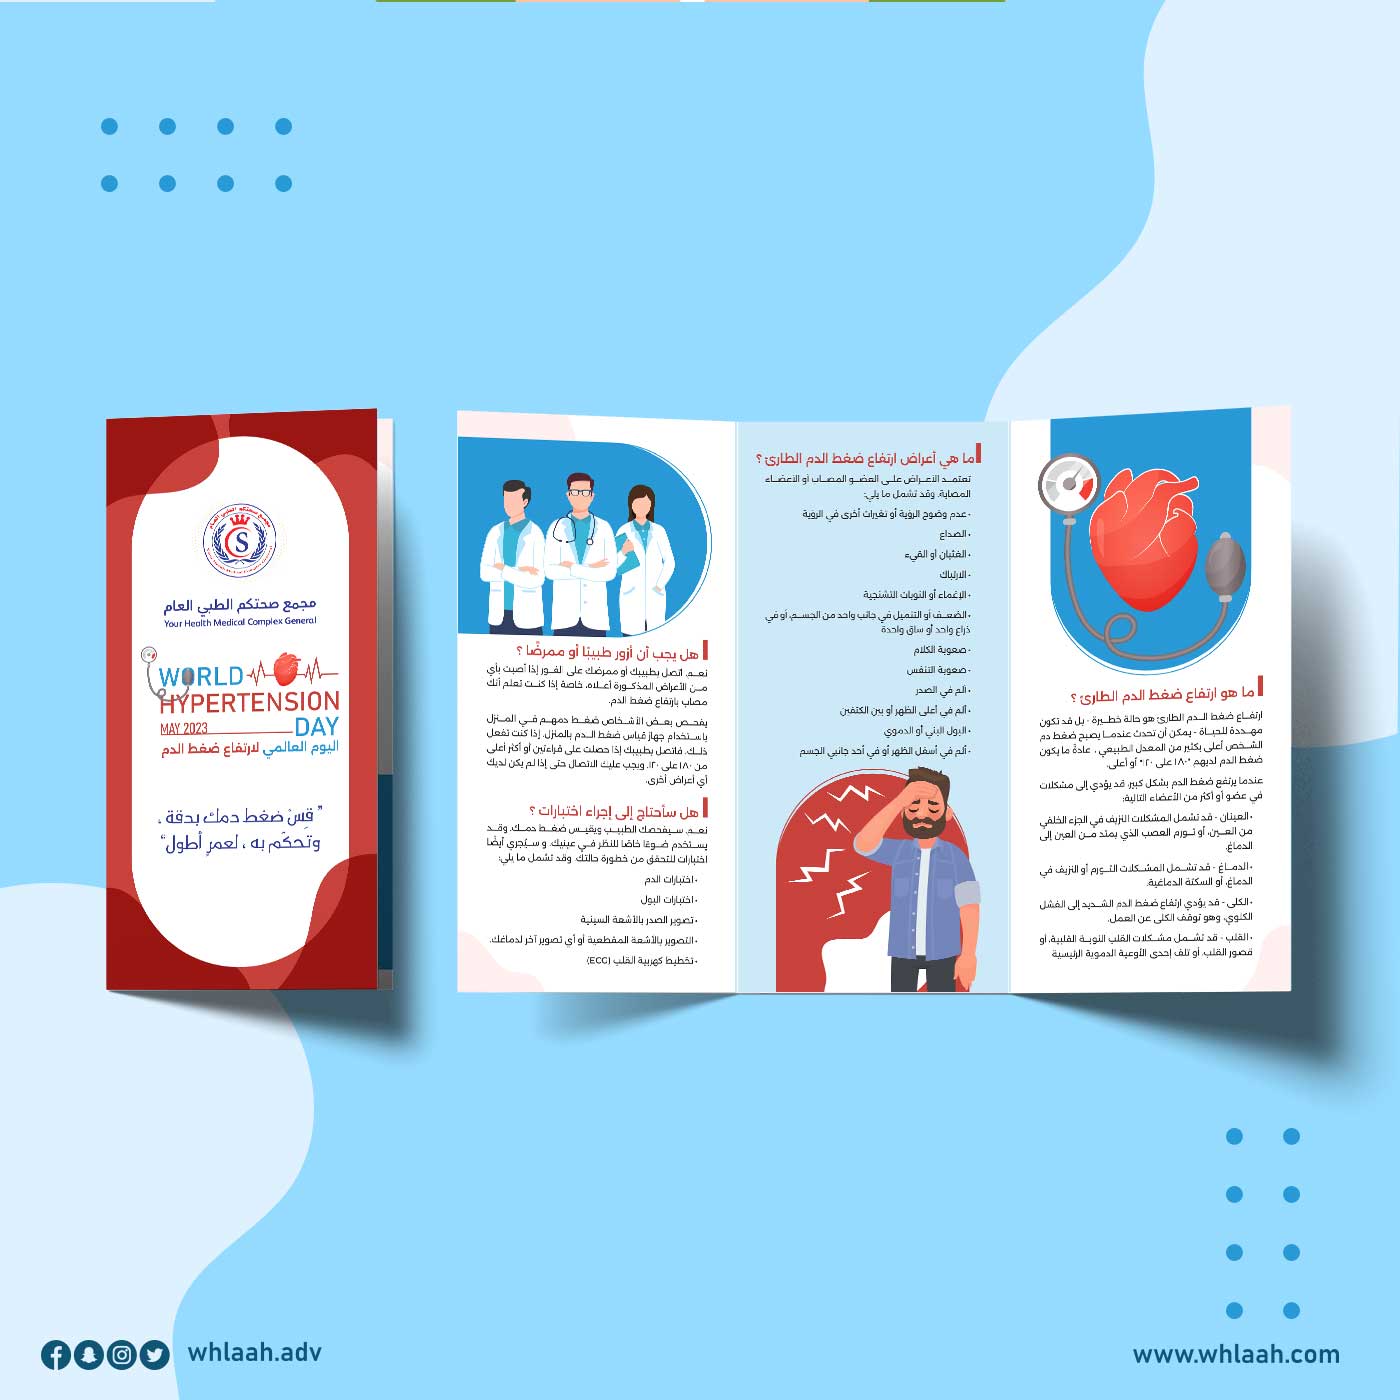 مجمع صحتكم الطبي العام
مجمع صحتكم الطبي العام
Your Health Medical Complex General
WORLD
HYPERTENSION
MAY 2023 DAY
اليوم العالمي لارتفاع ضغط الدم
" قِسْ ضغط دمك بدقة ،
وتحكّم به ، لعمرٍ أطول "
ما هو ارتفاع ضغط الدم الطارئ ؟
ارتفاع ضغط الدم الطارئ هو حالة خطيرة - بل قد تكون
مهددة للحياة - يمكن أن تحدث عندما يصبح ضغط دم
الشخص أعلى بكثير من المعدل الطبيعي ، عادةً ما يكون
ضغط الدم لديهم "١٨٠ على ١٢٠" أو أعلى.
عندما يرتفع ضغط الدم بشكل كبير، قد يؤدي إلى مشكلات
في عضو أو أكثر من الأعضاء التالية:
• العينان - قد تشمل المشكلات النزيف في الجزء الخلفي
من العين، أو تورم العصب الذي يمتد من العين إلى
الدماغ.
• الدماغ - قد تشمل المشكلات التورم أو النزيف في
الدماغ، أو السكتة الدماغية.
• الكلى - قد يؤدي ارتفاع ضغط الدم الشديد إلى الفشل
الكلوي، وهو توقف الكلى عن العمل.
• القلب - قد تشمل مشكلات القلب النوبة القلبية، أو
قصور القلب، أو تلف إحدى الأوعية الدموية الرئيسية
ما هي أعراض ارتفاع ضغط الدم الطارئ ؟
تعتمد الأعراض على العضو المصاب أو الأعضاء
المصابة. وقد تشمل ما يلي:
• عدم وضوح الرؤية أو تغيرات أخرى في الرؤية
• الصداع
• الغثيان أو القيء
• الارتباك
• الإغماء أو النوبات التشنجية
• الضعف أو التنميل في جانب واحد من الجسم، أو في
ذراع واحد أو ساق واحدة
• صعوبة الكلام
• صعوبة التنفس
• ألم في الصدر
• ألم في أعلى الظهر أو بين الكتفين
• البول البني أو الدموي
• ألم في أسفل الظهر أو في أحد جانبي الجسم
هل يجب أن أزور طبيبًا أو ممرضًا ؟
نعم. اتصل بطبيبك أو ممرضك على الفور إذا أصبت بأي
من الأعراض المذكورة أعلاه، خاصة إذا كنت تعلم أنك
مصاب بارتفاع ضغط الدم.
يفحص بعض الأشخاص ضغط دمهم في المنزل
باستخدام جهاز قياس ضغط الدم بالمنزل. إذا كنت تفعل
ذلك، فاتصل بطبيبك إذا حصلت على قراءتين أو أكثر أعلى
من ١٨٠ على ١٢٠. ويجب عليك الاتصال حتى إذا لم يكن لديك
أي أعراض أخرى.
هل سأحتاج إلى إجراء اختبارات ؟
نعم. سيفحصك الطبيب ويقيس ضغط دمك. وقد
يستخدم ضوءًا خاصًا للنظر في عينيك. و سيُجري أيضًا
اختبارات للتحقق من خطورة حالتك. وقد تشمل ما يلي:
• اختبارات الدم
• اختبارات البول
• تصوير الصدر بالأشعة السينية
• التصوير بالأشعة المقطعية أو أي تصوير آخر لدماغك.
• تخطيط كهربية القلب (ECG)
whlaah.adv
www.whlaah.com